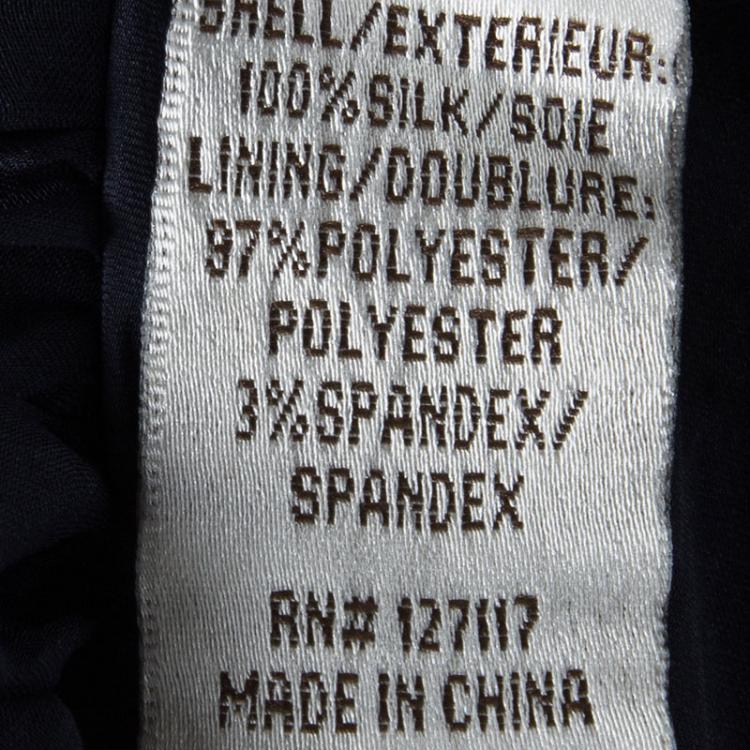 SHELL/EXTERIEUR:
100%SILK/SOIE
LINING/DOUBLURE:
97%POLYESTER/
POLYESTER
3%SPANDEX/
SPANDEX
RN# 127117
MADE IN CHINA